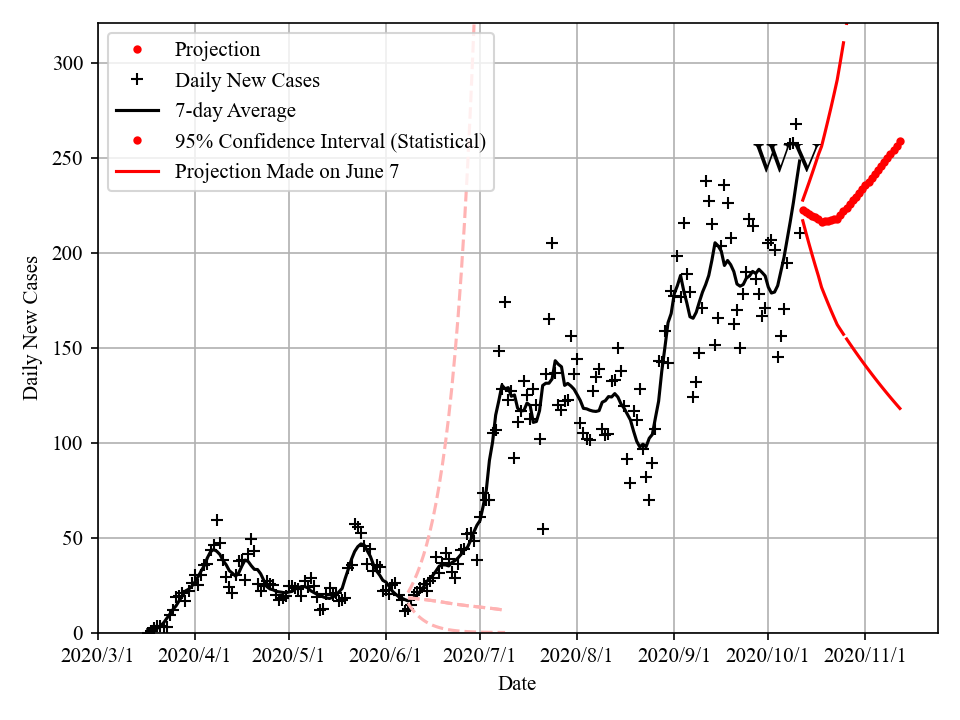 300
250
200
150
100
50
0
Daily New Cases
Projection
Daily New Cases
7-day Average
95% Confidence Interval (Statistical)
Projection Made on June 7
WV
2020/3/1 2020/4/1 2020/5/1 2020/6/1 2020/7/1 2020/8/1 2020/9/1 2020/10/1 2020/11/1
Date